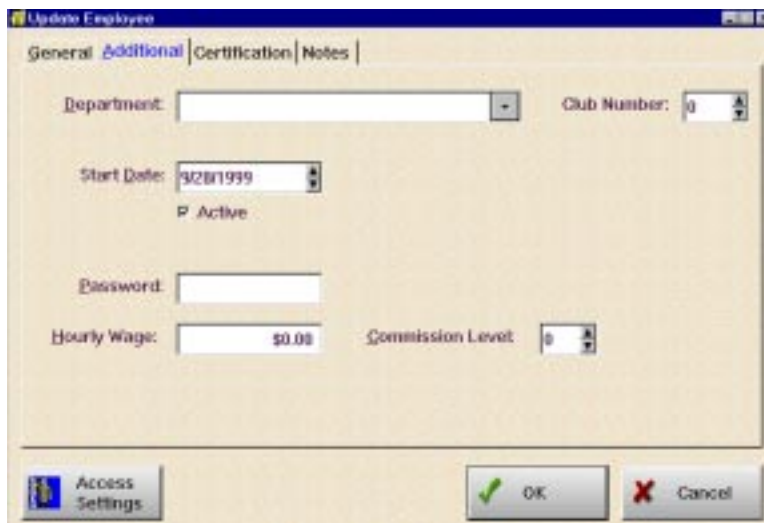 Update Employee
General Additional Certification Notes
Department: Club Number: 0
Start Date: 9/28/1999
Active
Password:
Hourly Wage: $0.00 Commission Level: 0
Access Settings OK Cancel